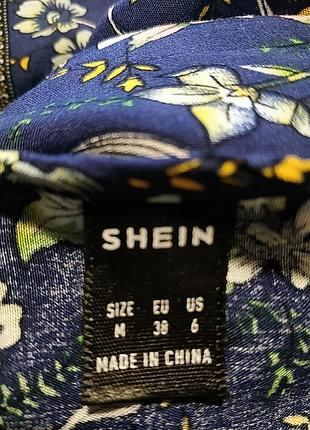 SHEIN
SIZE EU US
M 38 6
MADE IN CHINA